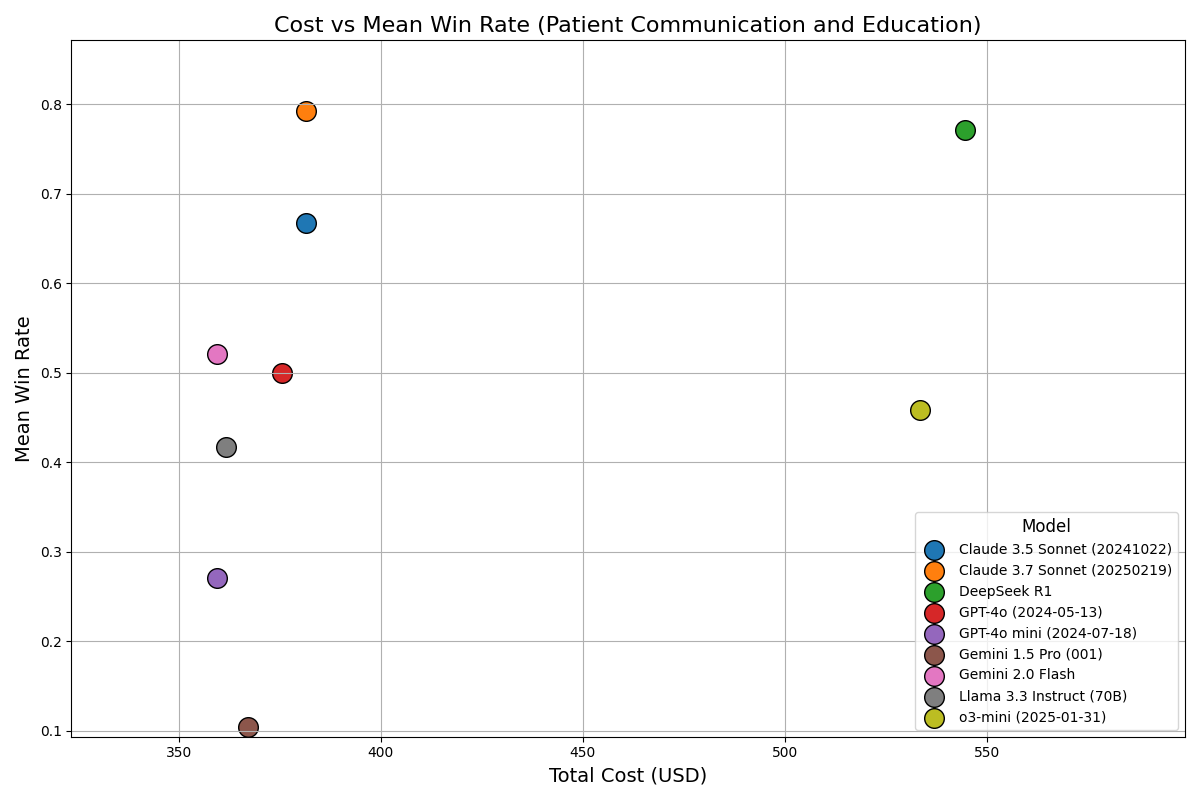 Cost vs Mean Win Rate (Patient Communication and Education)
Mean Win Rate
0.8
0.7
0.6
0.5
0.4
0.3
0.2
0.1
Model
Claude 3.5 Sonnet (20241022)
Claude 3.7 Sonnet (20250219)
DeepSeek R1
GPT-4o (2024-05-13)
GPT-4o mini (2024-07-18)
Gemini 1.5 Pro (001)
Gemini 2.0 Flash
Llama 3.3 Instruct (70B)
o3-mini (2025-01-31)
350
400
450
500
550
Total Cost (USD)